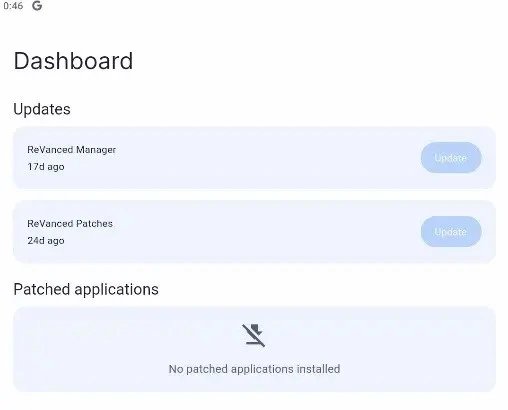 0:46 G
Dashboard
Updates
ReVanced Manager
17d ago
Update
ReVanced Patches
24d ago
Update
Patched applications
No patched applications installed